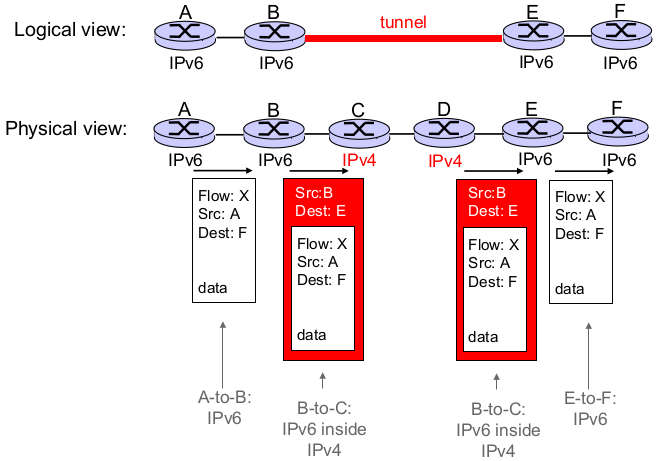 Logical view:
A
B
tunnel
E
F
IPv6
IPv6
IPv6
IPv6
Physical view:
A
B
C
D
E
F
IPv6
IPv6
IPv4
IPv4
IPv6
IPv6
Flow: X
Src: A
Dest: F
data
Src:B
Dest: E
Flow: X
Src: A
Dest: F
data
Src:B
Dest: E
Flow: X
Src: A
Dest: F
data
Flow: X
Src: A
Dest: F
data
A-to-B:
IPv6
B-to-C:
IPv6 inside
IPv4
B-to-C:
IPv6 inside
IPv4
E-to-F:
IPv6